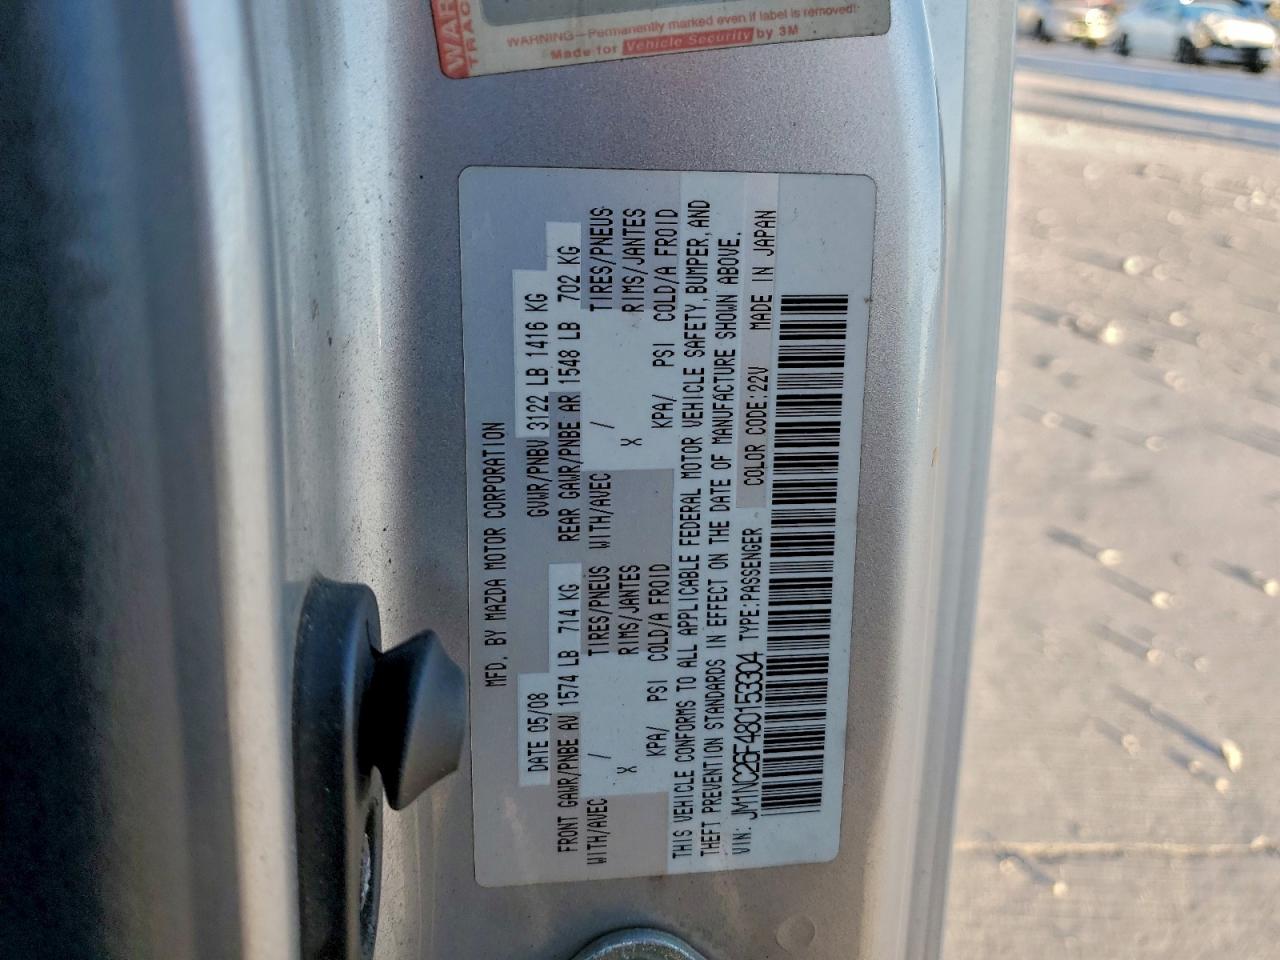 WARNING—Permanently marked even if label is removed!
Made for Vehicle Security by 3M
MFD. BY MAZDA MOTOR CORPORATION
DATE 05/08 GVWR/PNBV 3122 LB 1416 KG
FRONT GAWR/PNBE AV 1574 LB 714 KG REAR GAWR/PNBE AR 1548 LB 702 KG
WITH/AVEC / TIRES/PNEUS WITH/AVEC / TIRES/PNEUS
X RIMS/JANTES X RIMS/JANTES
KPA/ PSI COLD/A FROID KPA/ PSI COLD/A FROID
THIS VEHICLE CONFORMS TO ALL APPLICABLE FEDERAL MOTOR VEHICLE SAFETY, BUMPER, AND
THEFT PREVENTION STANDARDS IN EFFECT ON THE DATE OF MANUFACTURE SHOWN ABOVE.
VIN: JM1NC26F480153304 TYPE:PASSENGER COLOR CODE:22V MADE IN JAPAN